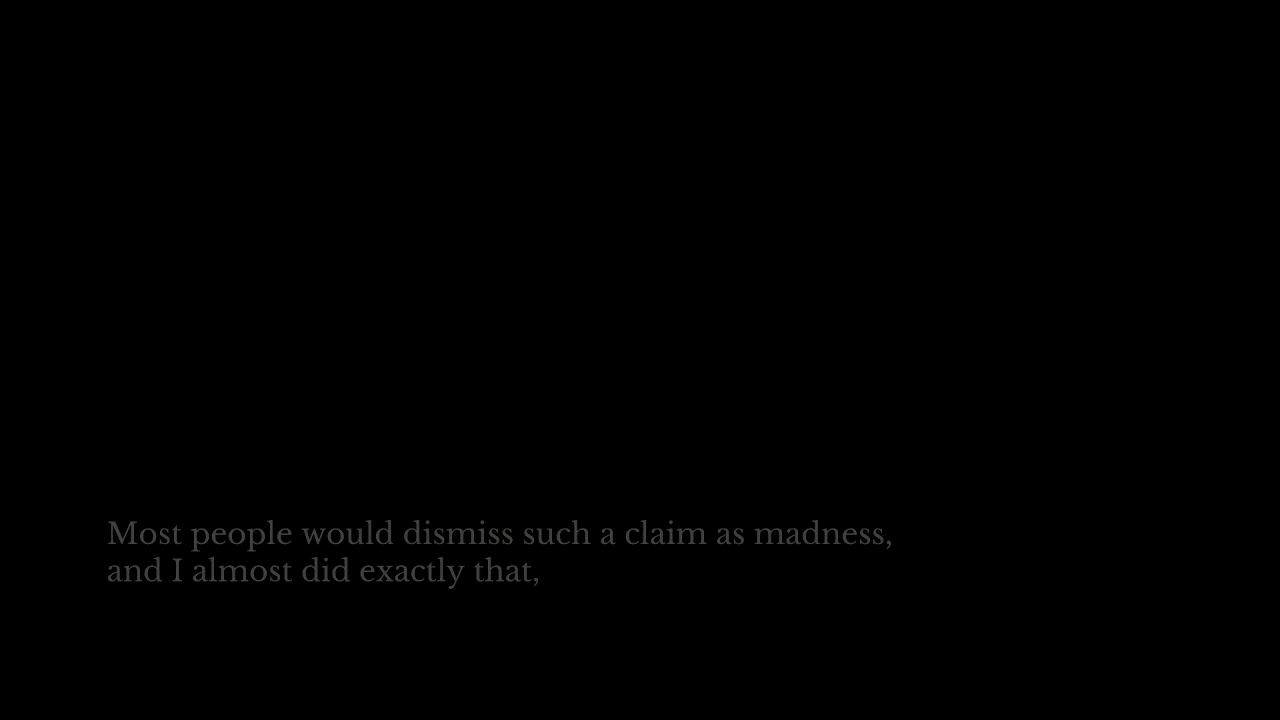 Most people would dismiss such a claim as madness,
and I almost did exactly that,